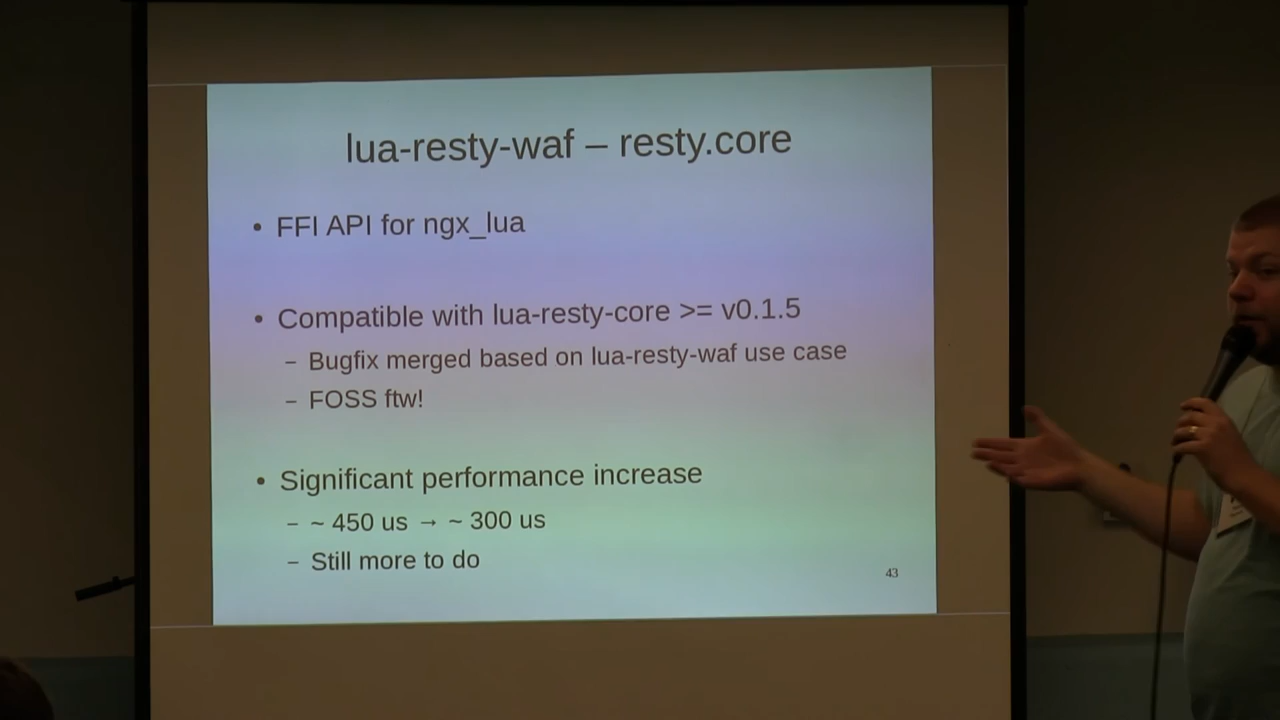 lua-resty-waf – resty.core
• FFI API for ngx_lua
• Compatible with lua-resty-core >= v0.1.5
– Bugfix merged based on lua-resty-waf use case
– FOSS ftw!
• Significant performance increase
– ~ 450 us → ~ 300 us
– Still more to do
43